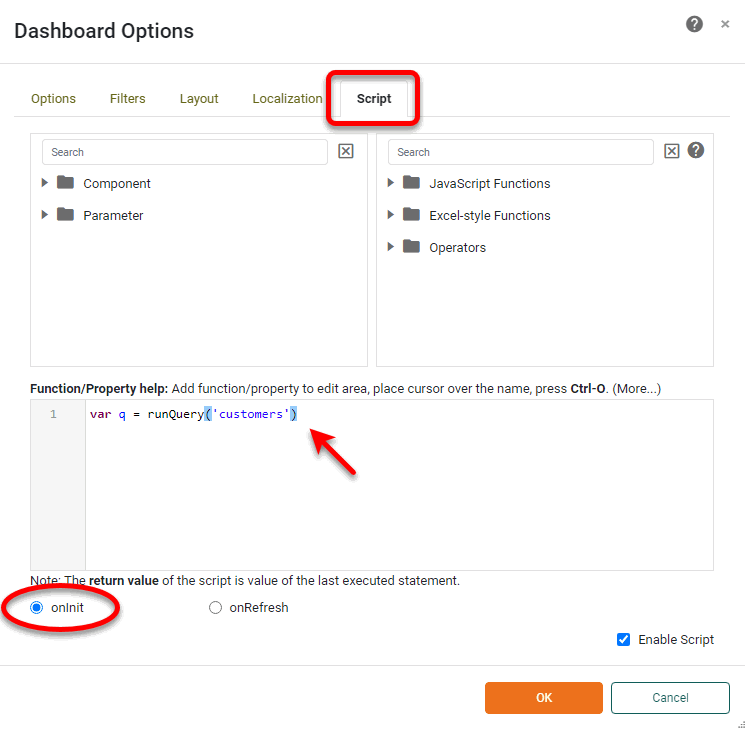 Dashboard Options
Options Filters Layout Localization Script
Search
Component
Parameter
Search
JavaScript Functions
Excel-style Functions
Operators
Function/Property help: Add function/property to edit area, place cursor over the name, press Ctrl-O. (More...)
1 var q = runQuery('customers')
Note: The return value of the script is value of the last executed statement.
onInit onRefresh
Enable Script
OK Cancel